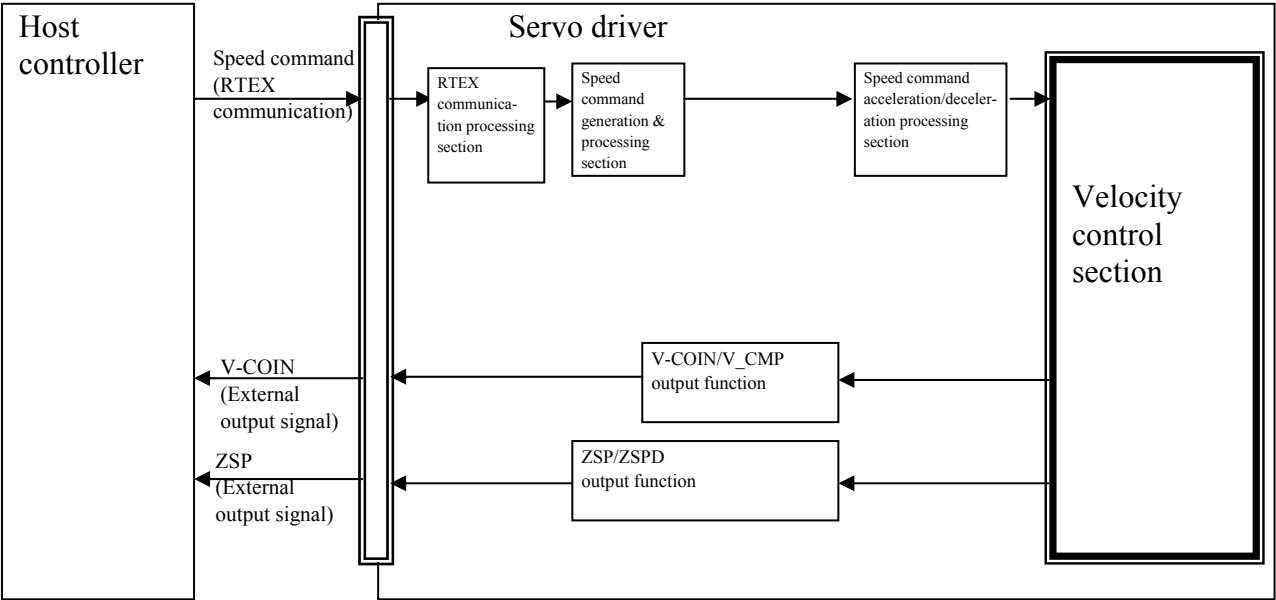 Host
controller
Servo driver
Speed command
(RTEX
communication)
RTEX
communica-
tion processing
section
Speed
command
generation &
processing
section
Speed command
acceleration/deceler-
ation processing
section
Velocity
control
section
V-COIN
(External
output signal)
V-COIN/V_CMP
output function
ZSP
(External
output signal)
ZSP/ZSPD
output function